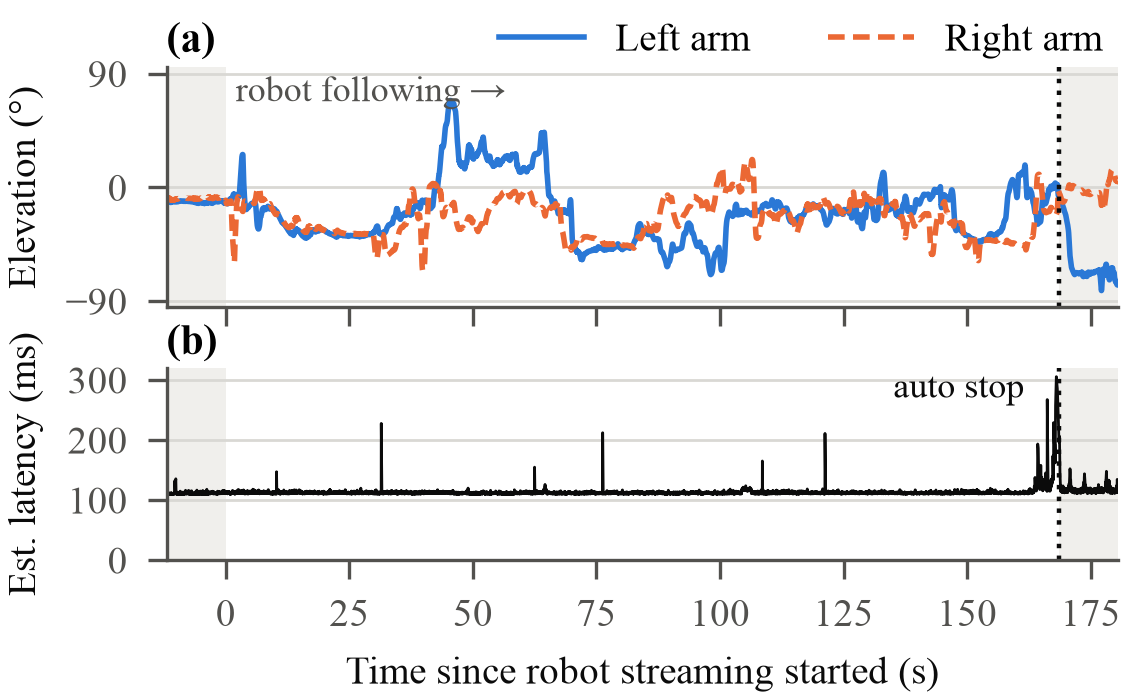 (a)
Left arm
Right arm
Elevation (°)
90
0
−90
robot following →
(b)
Est. latency (ms)
300
200
100
0
auto stop
0 25 50 75 100 125 150 175
Time since robot streaming started (s)